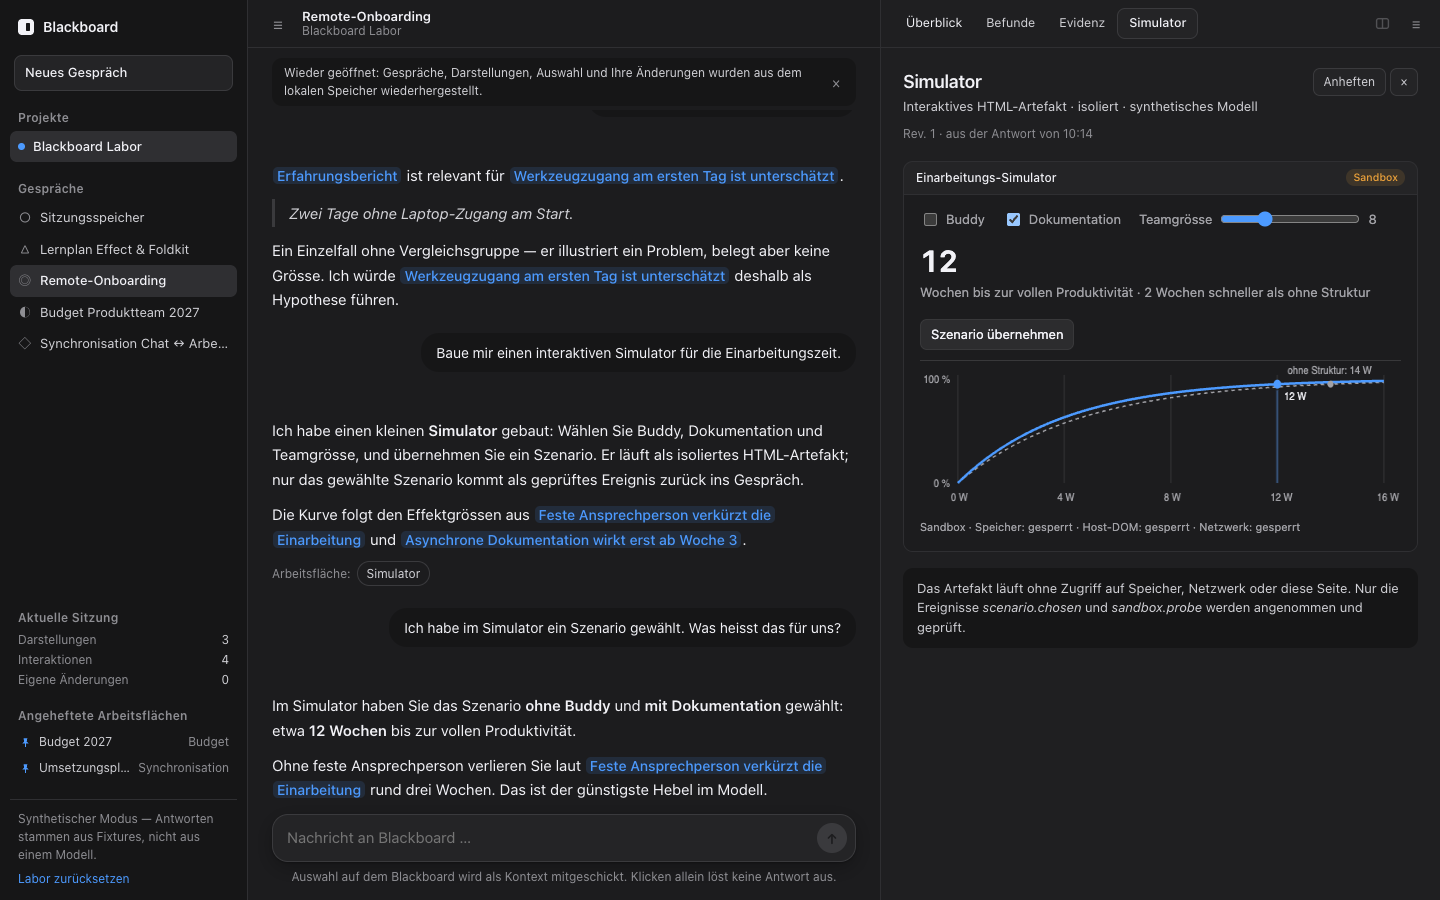 Blackboard
Neues Gespräch
Projekte
Blackboard Labor
Gespräche
Sitzungsspeicher
Lernplan Effect & Foldkit
Remote-Onboarding
Budget Produktteam 2027
Synchronisation Chat ↔ Arbe...
Aktuelle Sitzung
Darstellungen 3
Interaktionen 4
Eigene Änderungen 0
Angeheftete Arbeitsflächen
Budget 2027 Budget
Umsetzungspl... Synchronisation
Synthetischer Modus — Antworten
stammen aus Fixtures, nicht aus
einem Modell.
Labor zurücksetzen
Remote-Onboarding
Blackboard Labor
Wieder geöffnet: Gespräche, Darstellungen, Auswahl und Ihre Änderungen wurden aus dem
lokalen Speicher wiederhergestellt.
×
Erfahrungsbericht ist relevant für Werkzeugzugang am ersten Tag ist unterschätzt .
Zwei Tage ohne Laptop-Zugang am Start.
Ein Einzelfall ohne Vergleichsgruppe — er illustriert ein Problem, belegt aber keine
Grösse. Ich würde Werkzeugzugang am ersten Tag ist unterschätzt deshalb als
Hypothese führen.
Baue mir einen interaktiven Simulator für die Einarbeitungszeit.
Ich habe einen kleinen Simulator gebaut: Wählen Sie Buddy, Dokumentation und
Teamgrösse, und übernehmen Sie ein Szenario. Er läuft als isoliertes HTML-Artefakt;
nur das gewählte Szenario kommt als geprüftes Ereignis zurück ins Gespräch.
Die Kurve folgt den Effektgrössen aus Feste Ansprechperson verkürzt die
Einarbeitung und Asynchrone Dokumentation wirkt erst ab Woche 3 .
Arbeitsfläche: Simulator
Ich habe im Simulator ein Szenario gewählt. Was heisst das für uns?
Im Simulator haben Sie das Szenario ohne Buddy und mit Dokumentation gewählt:
etwa 12 Wochen bis zur vollen Produktivität.
Ohne feste Ansprechperson verlieren Sie laut Feste Ansprechperson verkürzt die
Einarbeitung rund drei Wochen. Das ist der günstigste Hebel im Modell.
Nachricht an Blackboard ...
Auswahl auf dem Blackboard wird als Kontext mitgeschickt. Klicken allein löst keine Antwort aus.
Überblick Befunde Evidenz Simulator
Simulator
Anheften ×
Interaktives HTML-Artefakt · isoliert · synthetisches Modell
Rev. 1 · aus der Antwort von 10:14
Einarbeitungs-Simulator Sandbox
Buddy Dokumentation Teamgrösse 8
12
Wochen bis zur vollen Produktivität · 2 Wochen schneller als ohne Struktur
Szenario übernehmen
ohne Struktur: 14 W
100 %
12 W
0 %
0 W 4 W 8 W 12 W 16 W
Sandbox · Speicher: gesperrt · Host-DOM: gesperrt · Netzwerk: gesperrt
Das Artefakt läuft ohne Zugriff auf Speicher, Netzwerk oder diese Seite. Nur die
Ereignisse scenario.chosen und sandbox.probe werden angenommen und
geprüft.